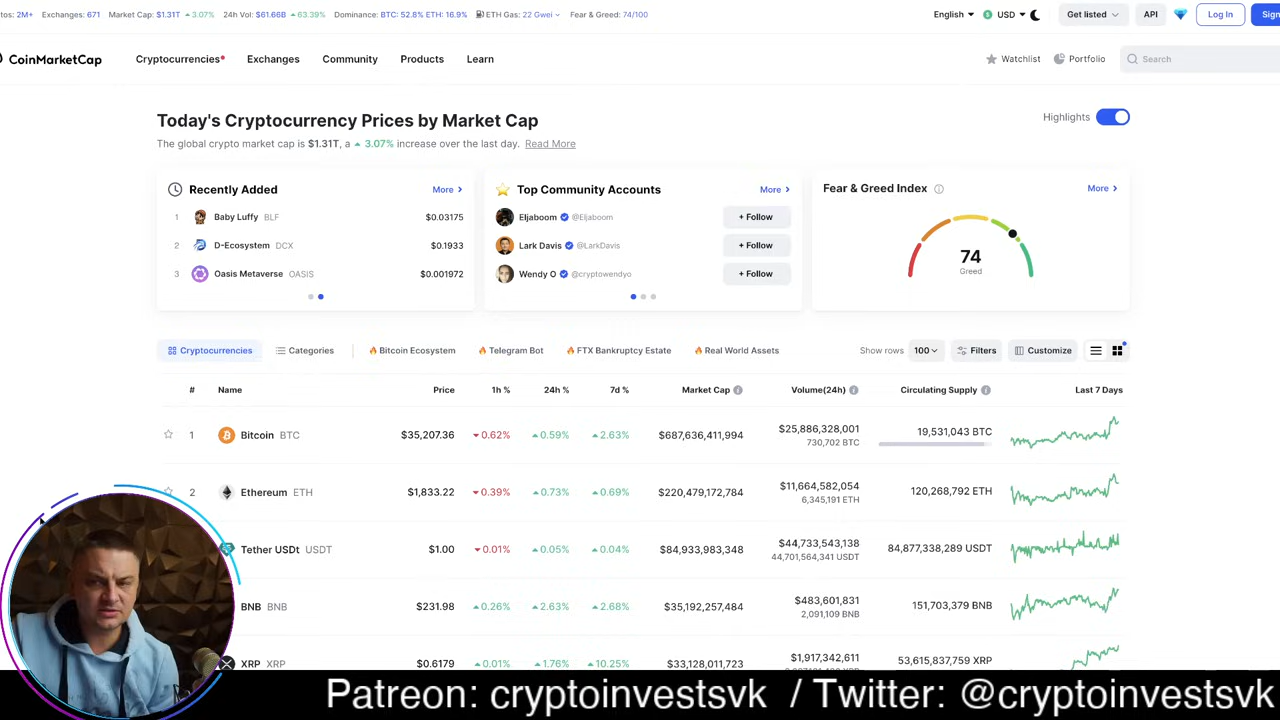 tos: 2M+ Exchanges: 671 Market Cap: $1.31T 3.07% 24h Vol: $61.66B 63.39% Dominance: BTC: 52.8% ETH: 16.9% ETH Gas: 22 Gwei Fear & Greed: 74/100 English USD Get listed API Log In Sign
CoinMarketCap Cryptocurrencies Exchanges Community Products Learn Watchlist Portfolio Search
Today's Cryptocurrency Prices by Market Cap Highlights
The global crypto market cap is $1.31T, a 3.07% increase over the last day. Read More
Recently Added More
1 Baby Luffy BLF $0.03175
2 D-Ecosystem DCX $0.1933
3 Oasis Metaverse OASIS $0.001972
Top Community Accounts More
Eljaboom @Eljaboom + Follow
Lark Davis @LarkDavis + Follow
Wendy O @cryptowendyo + Follow
Fear & Greed Index More
74
Greed
Cryptocurrencies Categories Bitcoin Ecosystem Telegram Bot FTX Bankruptcy Estate Real World Assets Show rows 100 Filters Customize
# Name Price 1h % 24h % 7d % Market Cap Volume(24h) Circulating Supply Last 7 Days
1 Bitcoin BTC $35,207.36 0.62% 0.59% 2.63% $687,636,411,994 $25,886,328,001 19,531,043 BTC
730,702 BTC
2 Ethereum ETH $1,833.22 0.39% 0.73% 0.69% $220,479,172,784 $11,664,582,054 120,268,792 ETH
6,345,191 ETH
Tether USDt USDT $1.00 0.01% 0.05% 0.04% $84,933,983,348 $44,733,543,138 84,877,338,289 USDT
44,701,564,341 USDT
BNB BNB $231.98 0.26% 2.63% 2.68% $35,192,257,484 $483,601,831 151,703,379 BNB
2,091,109 BNB
XRP XRP $0.6179 0.01% 1.76% 10.25% $33,128,011,723 $1,917,342,611 53,615,837,759 XRP
Patreon: cryptoinvestsvk / Twitter: @cryptoinvestsvk